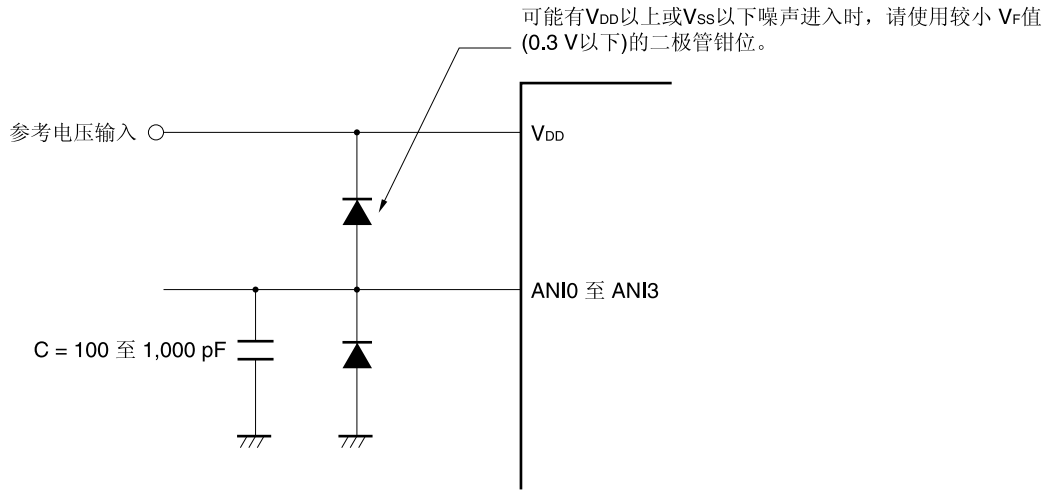 可能有VDD以上或VSS以下噪声进入时，请使用较小 VF值
(0.3 V以下)的二极管钳位。
参考电压输入
VDD
ANI0 至 ANI3
C = 100 至 1,000 pF